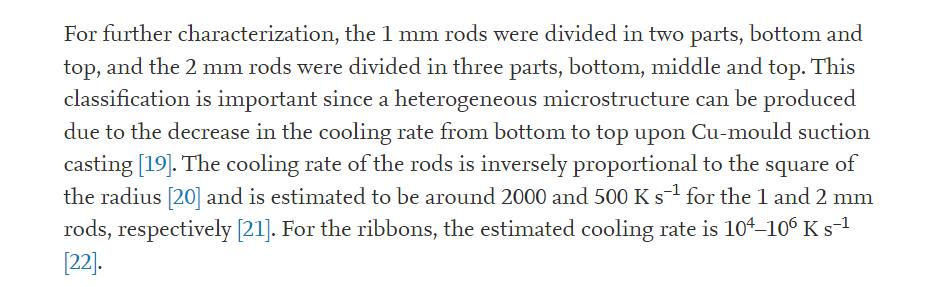 For further characterization, the 1 mm rods were divided in two parts, bottom and
top, and the 2 mm rods were divided in three parts, bottom, middle and top. This
classification is important since a heterogeneous microstructure can be produced
due to the decrease in the cooling rate from bottom to top upon Cu-mould suction
casting [19]. The cooling rate of the rods is inversely proportional to the square of
the radius [20] and is estimated to be around 2000 and 500 K s⁻¹ for the 1 and 2 mm
rods, respectively [21]. For the ribbons, the estimated cooling rate is 10⁴–10⁶ K s⁻¹
[22].